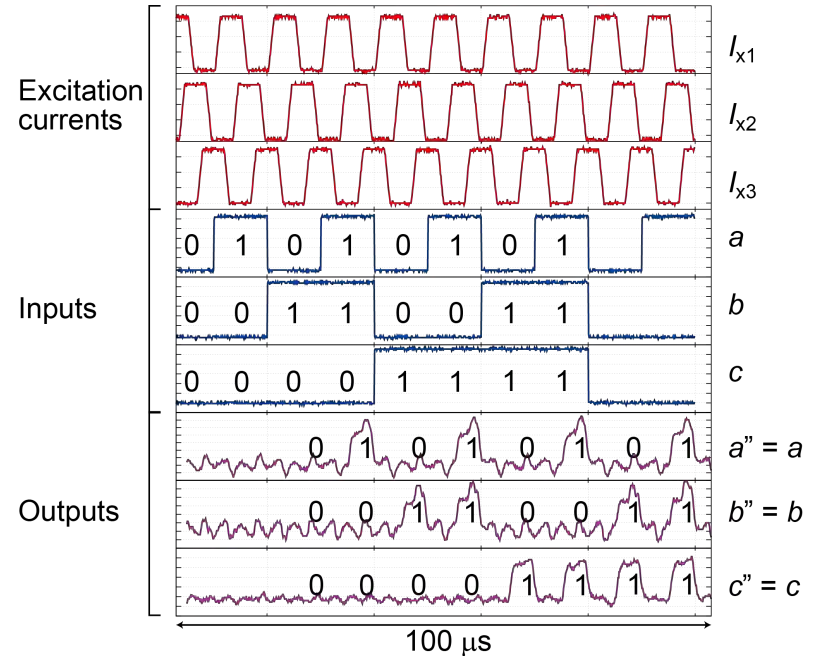 Excitation
currents
Ix1
Ix2
Ix3
Inputs
0 1 0 1 0 1 0 1
a
0 0 1 1 0 0 1 1
b
0 0 0 0 1 1 1 1
c
Outputs
0 1 0 1 0 1 0 1
a” = a
0 0 1 1 0 0 1 1
b” = b
0 0 0 0 1 1 1 1
c” = c
100 μs